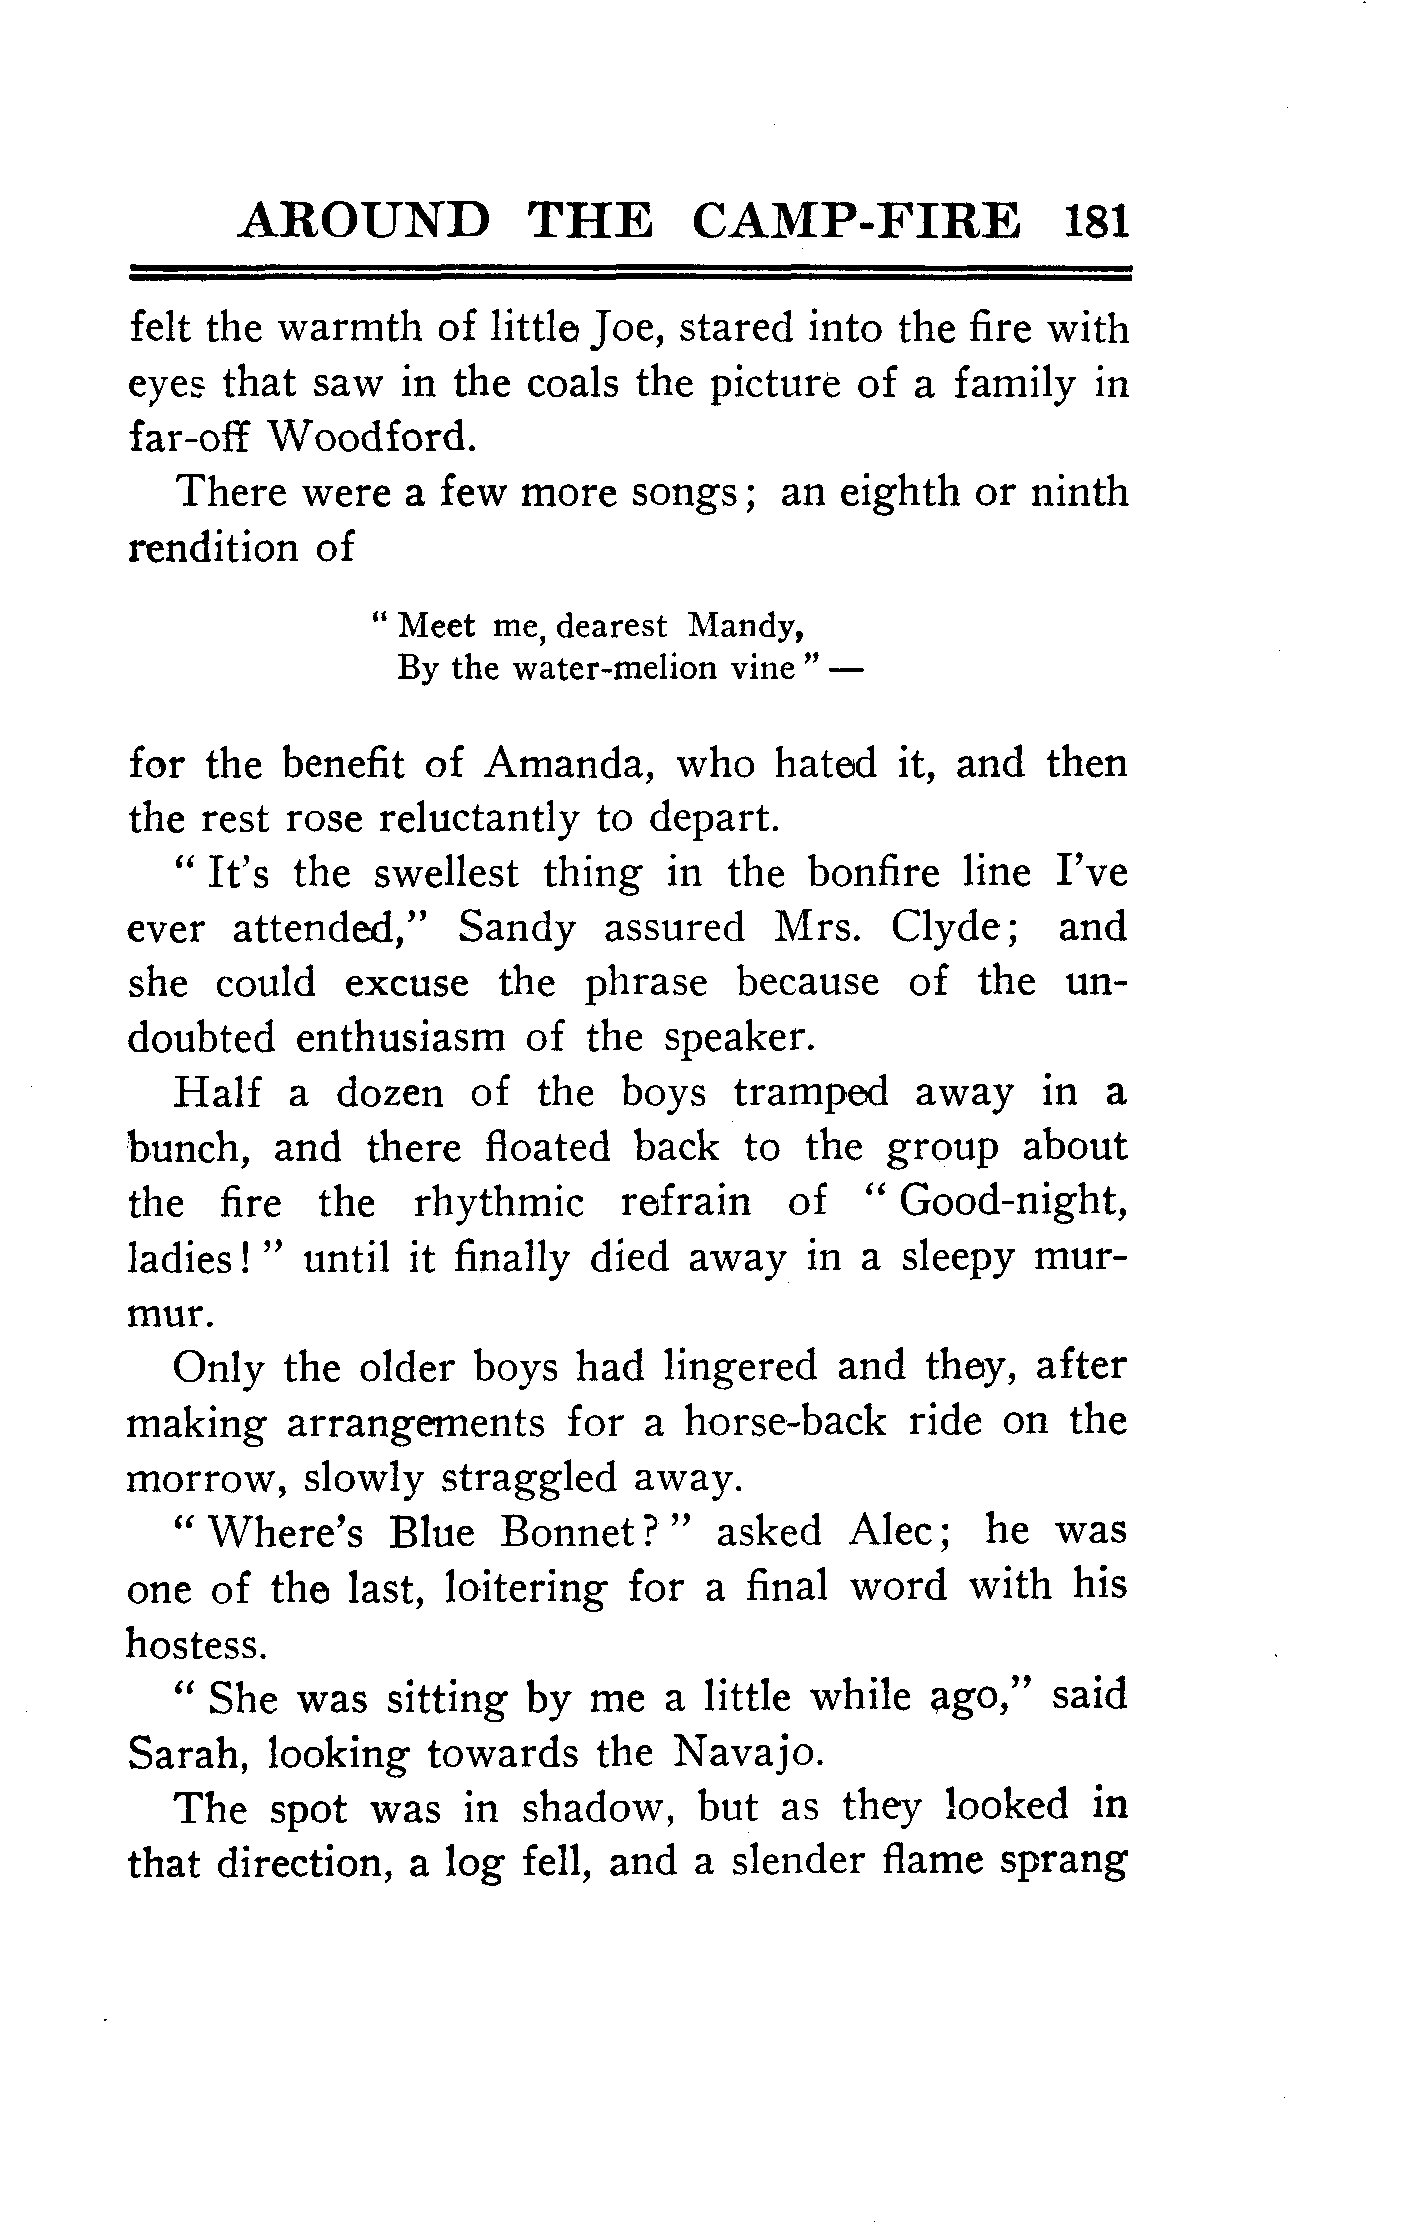 AROUND THE CAMP-FIRE 181
felt the warmth of little Joe, stared into the fire with
eyes that saw in the coals the picture of a family in
far-off Woodford.
There were a few more songs; an eighth or ninth
rendition of
" Meet me, dearest Mandy,
By the water-melion vine " —
for the benefit of Amanda, who hated it, and then
the rest rose reluctantly to depart.
" It's the swellest thing in the bonfire line I've
ever attended," Sandy assured Mrs. Clyde; and
she could excuse the phrase because of the un-
doubted enthusiasm of the speaker.
Half a dozen of the boys tramped away in a
bunch, and there floated back to the group about
the fire the rhythmic refrain of " Good-night,
ladies! " until it finally died away in a sleepy mur-
mur.
Only the older boys had lingered and they, after
making arrangements for a horse-back ride on the
morrow, slowly straggled away.
" Where's Blue Bonnet? " asked Alec; he was
one of the last, loitering for a final word with his
hostess.
" She was sitting by me a little while ago," said
Sarah, looking towards the Navajo.
The spot was in shadow, but as they looked in
that direction, a log fell, and a slender flame sprang